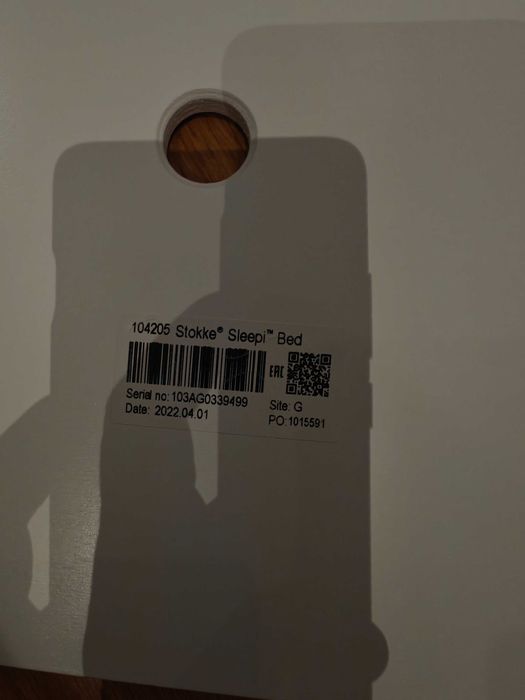 104205 Stokke® Sleepi™ Bed
EAC
Serial no:103AG0339499
Date: 2022.04.01
Site: G
PO:1015591